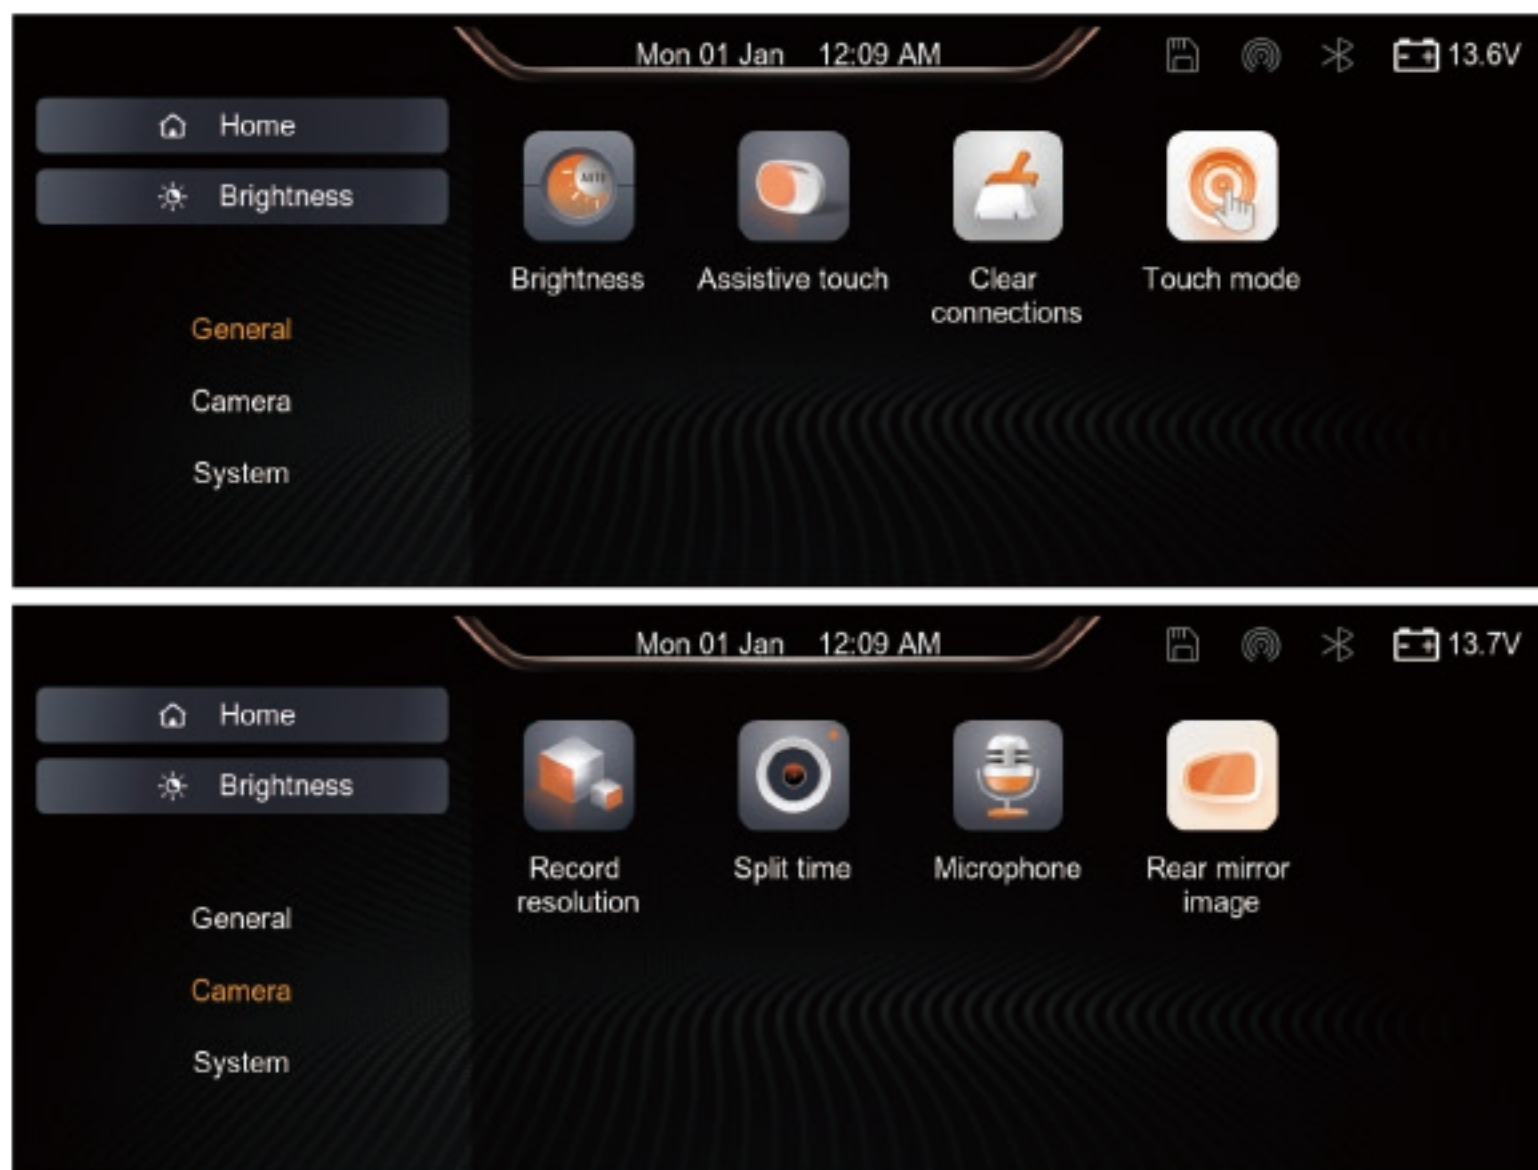 Mon 01 Jan 12:09 AM 13.6V
Home
Brightness
General
Camera
System
AUTO
Brightness
Assistive touch
Clear
connections
Touch mode
Mon 01 Jan 12:09 AM 13.7V
Home
Brightness
General
Camera
System
Record
resolution
Split time
Microphone
Rear mirror
image